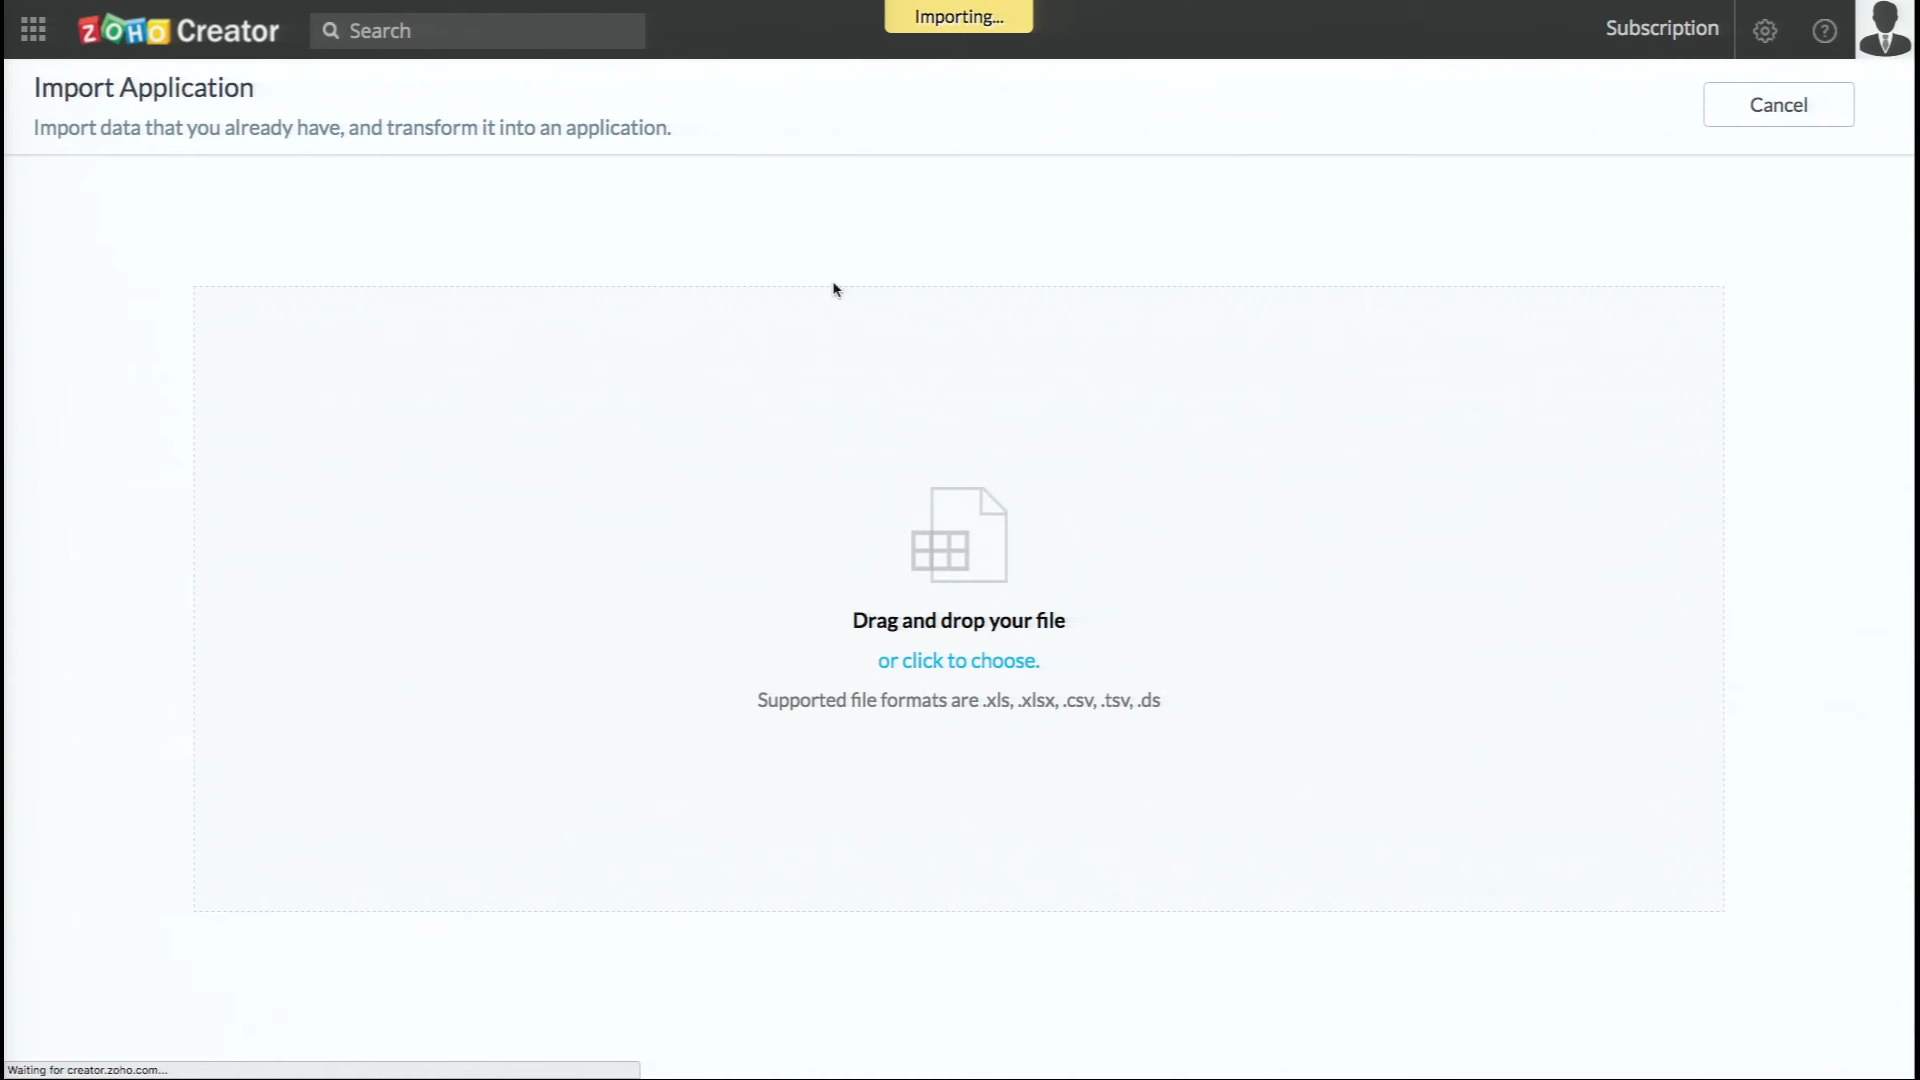 ZOHO Creator
Search
Importing...
Subscription
?
Import Application
Import data that you already have, and transform it into an application.
Cancel
Drag and drop your file
or click to choose.
Supported file formats are .xls, .xlsx, .csv, .tsv, .ds
Waiting for creator.zoho.com...